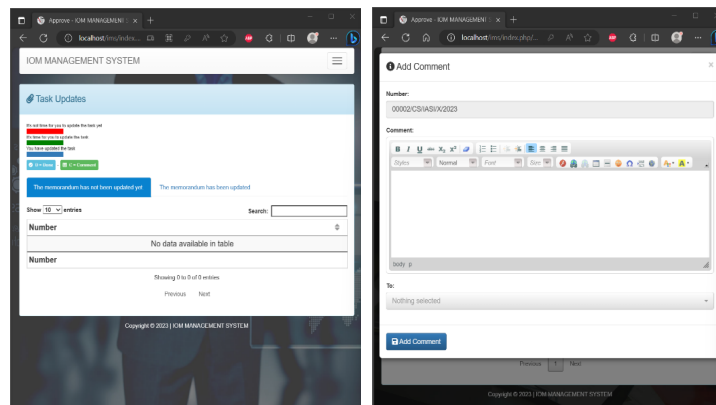 Approve - IOM MANAGEMENT S
localhost/ims/index...
IOM MANAGEMENT SYSTEM
Task Updates
It's not time for you to update the task yet
It's time for you to update the task
You have updated the task
C = Comment
The memorandum has not been updated yet
The memorandum has been updated
Show 10 entries
Search:
Number
No data available in table
Number
Showing 0 to 0 of 0 entries
Previous Next
Copyright © 2023 | IOM MANAGEMENT SYSTEM
Approve - IOM MANAGEMENT S
localhost/ims/index.php/...
Add Comment
Number:
00002/CS/IASI/X/2023
Comment:
B I U abc X₂ X²
Styles Normal Font Size
body p
To:
Nothing selected
Add Comment
Previous 1 Next
Copyright © 2023 | IOM MANAGEMENT SYSTEM